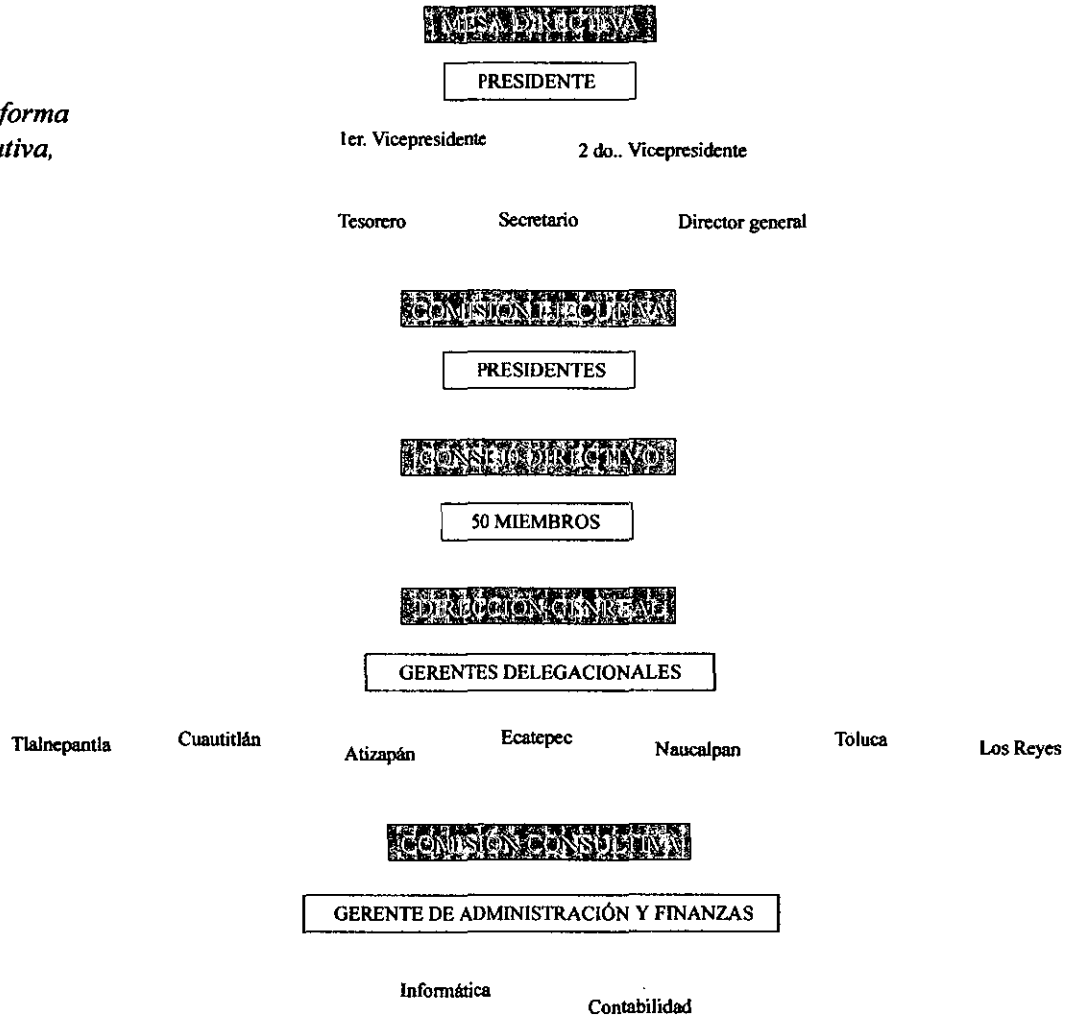 MESA DIRECTIVA
PRESIDENTE
forma
ativa,
1er. Vicepresidente
2 do.. Vicepresidente
Tesorero Secretario Director general
COMISIÓN EJECUTIVA
PRESIDENTES
CONSEJO DIRECTIVO
50 MIEMBROS
DIRECCIÓN GENREAL
GERENTES DELEGACIONALES
Tlalnepantla Cuautitlán Atizapán Ecatepec Naucalpan Toluca Los Reyes
COMISIÓN CONSULTIVA
GERENTE DE ADMINISTRACIÓN Y FINANZAS
Informática
Contabilidad